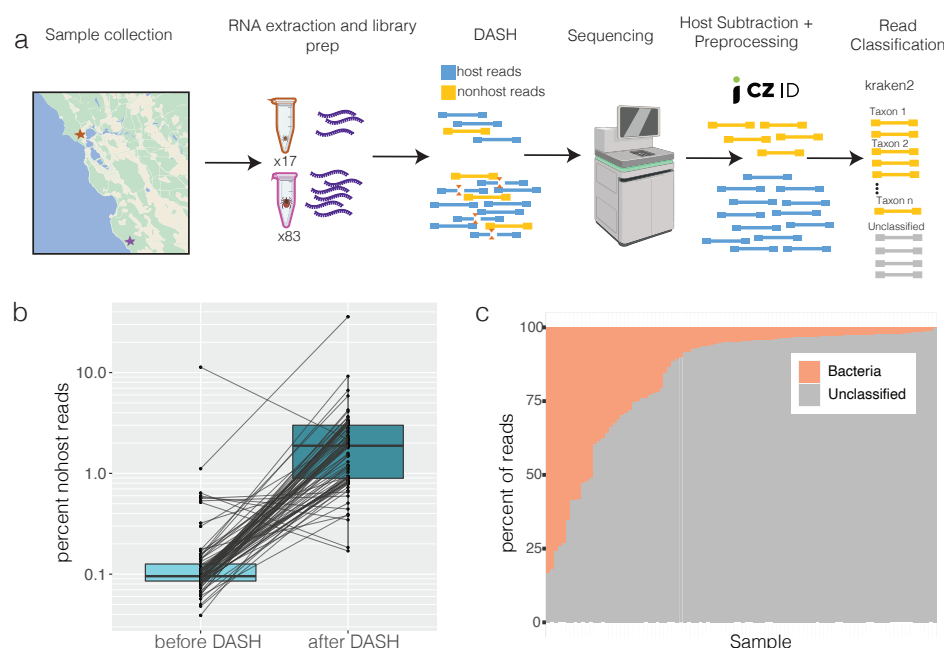 a
Sample collection
RNA extraction and library
prep
DASH
Sequencing
Host Subtraction +
Preprocessing
Read
Classification
host reads
nonhost reads
x17
x83
CZ ID
kraken2
Taxon 1
Taxon 2
Taxon n
Unclassified
b
percent nohost reads
10.0
1.0
0.1
before DASH
after DASH
c
percent of reads
100
75
50
25
0
Bacteria
Unclassified
Sample